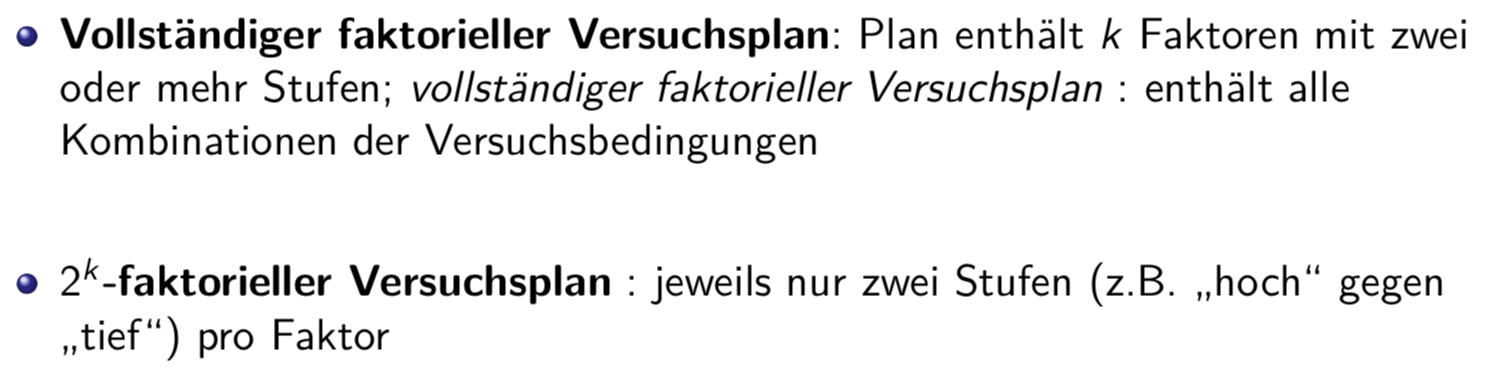 Vollständiger faktorieller Versuchsplan: Plan enthält k Faktoren mit zwei
oder mehr Stufen; vollständiger faktorieller Versuchsplan : enthält alle
Kombinationen der Versuchsbedingungen
2^k-faktorieller Versuchsplan : jeweils nur zwei Stufen (z.B. „hoch“ gegen
„tief“) pro Faktor